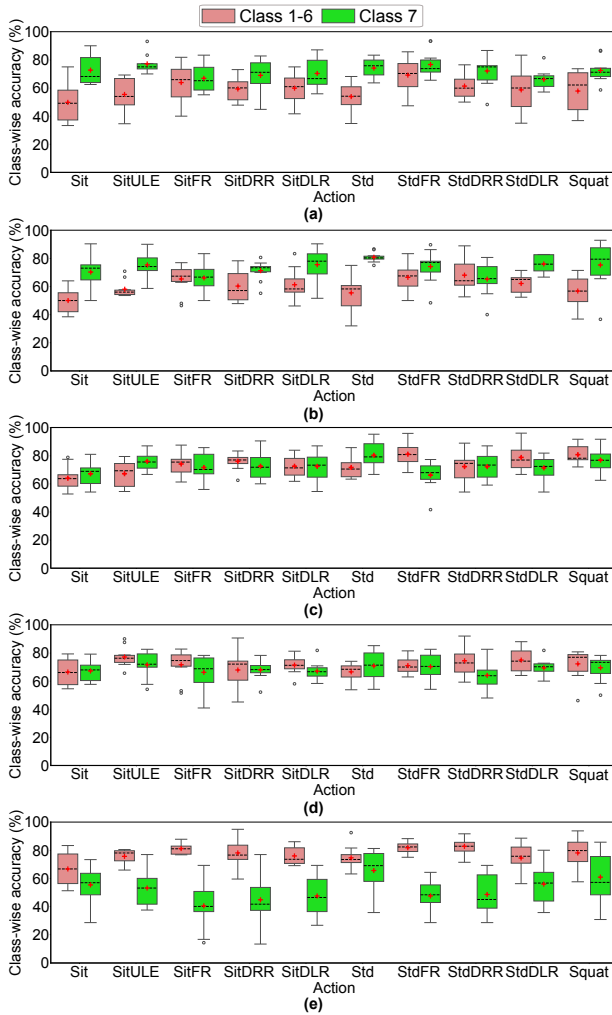 Class 1-6 Class 7
Class-wise accuracy (%)
100
80
60
40
20
0
Sit SitULE SitFR SitDRR SitDLR Std StdFR StdDRR StdDLR Squat
Action
(a)
Class-wise accuracy (%)
100
80
60
40
20
0
Sit SitULE SitFR SitDRR SitDLR Std StdFR StdDRR StdDLR Squat
Action
(b)
Class-wise accuracy (%)
100
80
60
40
20
0
Sit SitULE SitFR SitDRR SitDLR Std StdFR StdDRR StdDLR Squat
Action
(c)
Class-wise accuracy (%)
100
80
60
40
20
0
Sit SitULE SitFR SitDRR SitDLR Std StdFR StdDRR StdDLR Squat
Action
(d)
Class-wise accuracy (%)
100
80
60
40
20
0
Sit SitULE SitFR SitDRR SitDLR Std StdFR StdDRR StdDLR Squat
Action
(e)